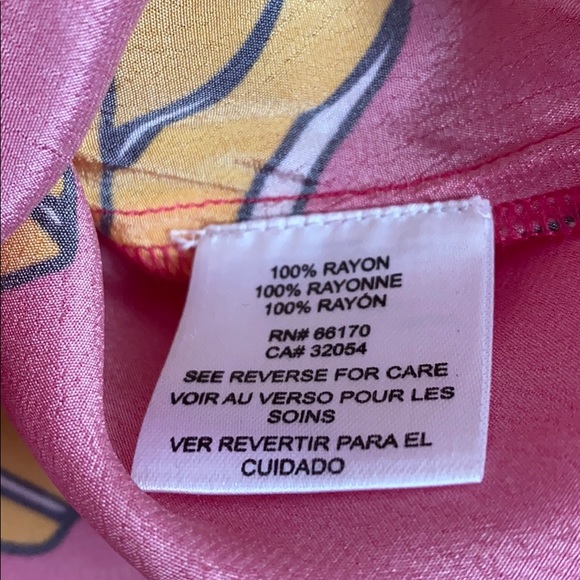 100% RAYON
100% RAYONNE
100% RAYÓN
RN# 66170
CA# 32054
SEE REVERSE FOR CARE
VOIR AU VERSO POUR LES
SOINS
VER REVERTIR PARA EL
CUIDADO